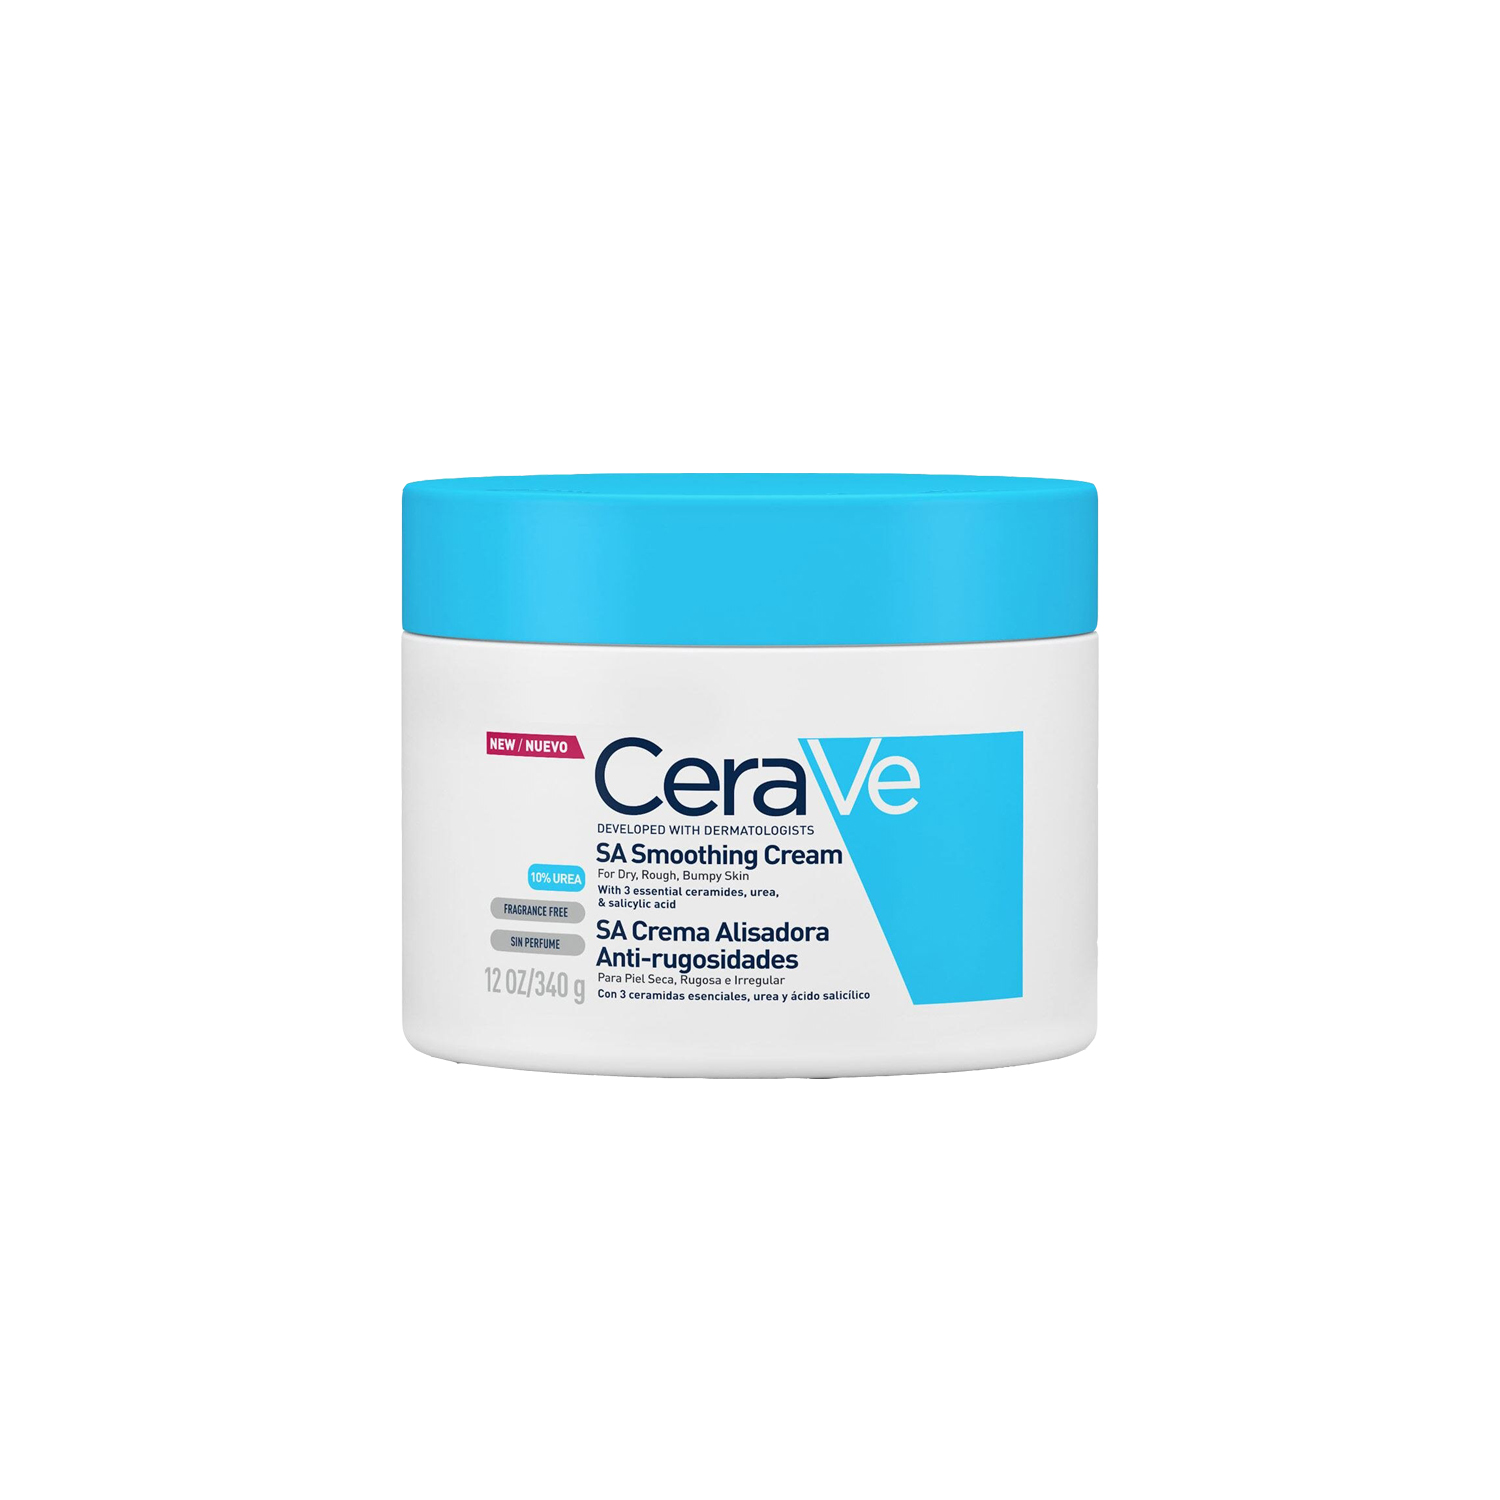 NEW / NUEVO
CeraVe
DEVELOPED WITH DERMATOLOGISTS
SA Smoothing Cream
For Dry, Rough, Bumpy Skin
With 3 essential ceramides, urea,
& salicylic acid
10% UREA
FRAGRANCE FREE
SIN PERFUME
12 OZ/340 g
SA Crema Alisadora
Anti-rugosidades
Para Piel Seca, Rugosa e Irregular
Con 3 ceramidas esenciales, urea y ácido salicílico